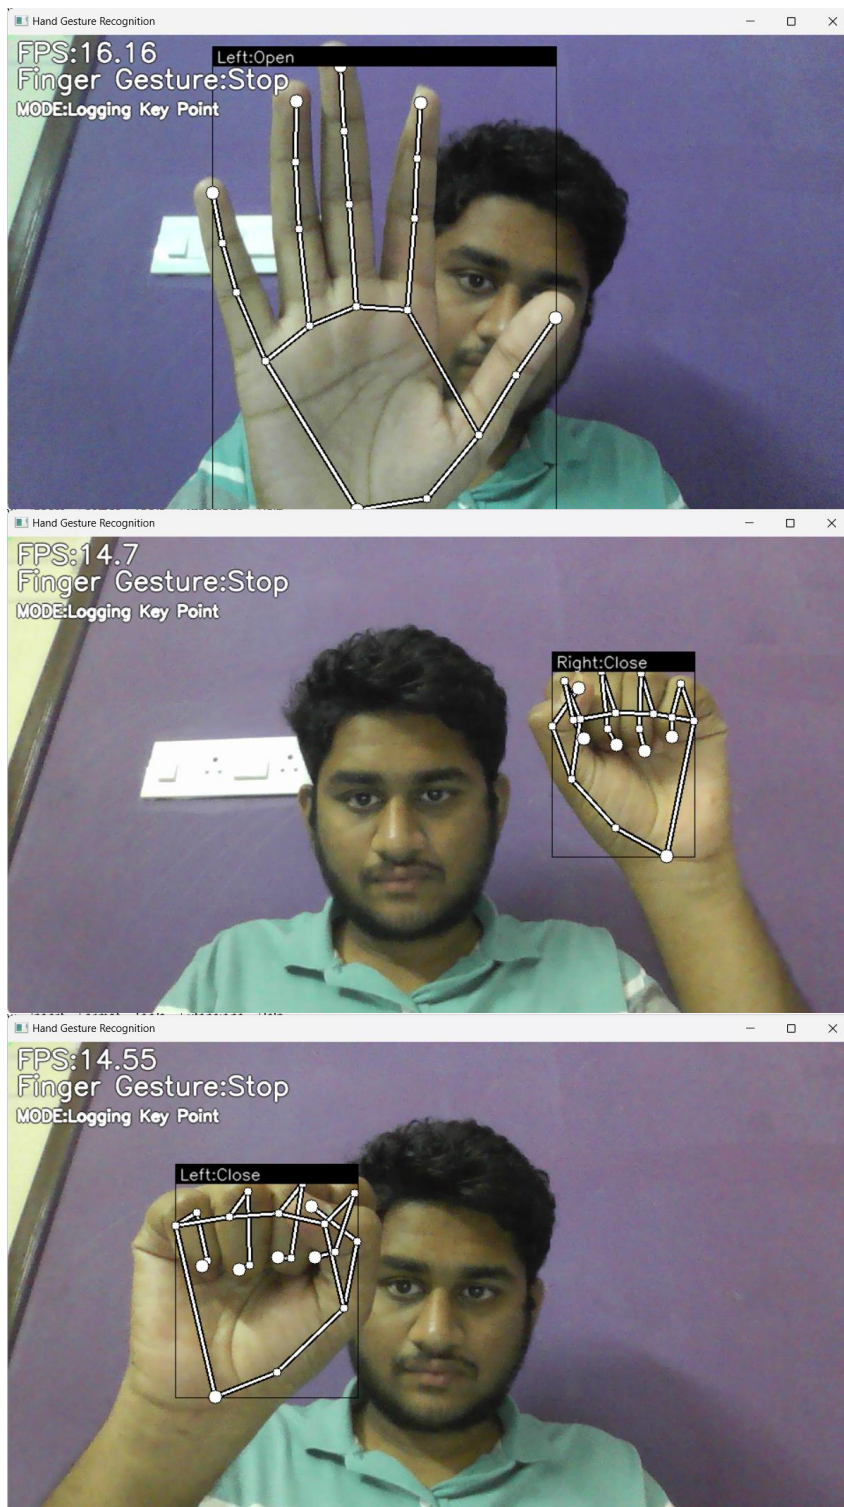 Hand Gesture Recognition
Left:Open
FPS:16.16
Finger Gesture:Stop
MODE:Logging Key Point
Hand Gesture Recognition
FPS:14.7
Finger Gesture:Stop
MODE:Logging Key Point
Right:Close
Hand Gesture Recognition
FPS:14.55
Finger Gesture:Stop
MODE:Logging Key Point
Left:Close